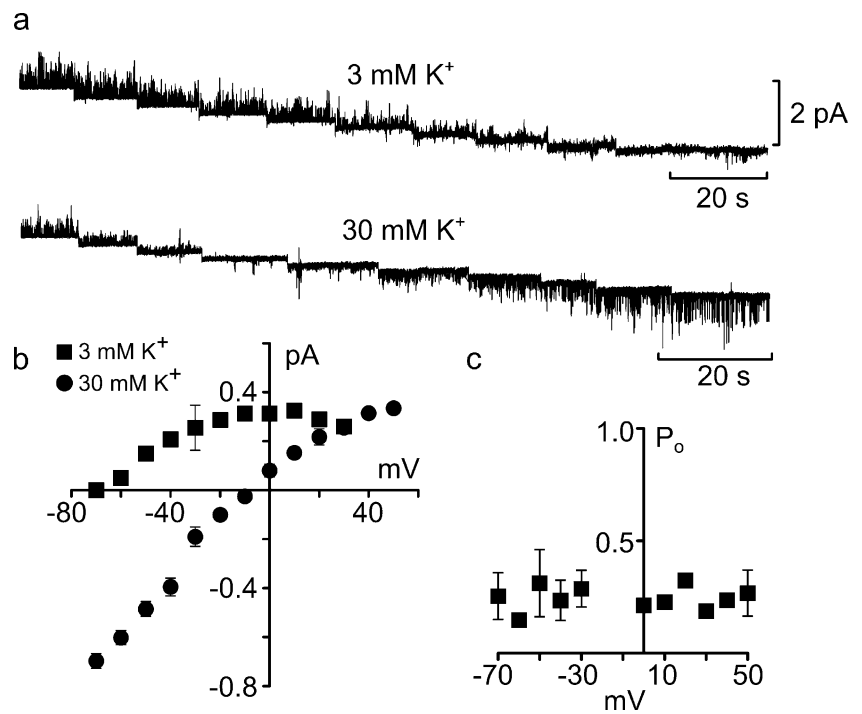 a
3 mM K⁺
2 pA
20 s
30 mM K⁺
20 s
b
■ 3 mM K⁺
● 30 mM K⁺
pA
0.4
mV
-80 -40 40
-0.4
-0.8
c
1.0 Pₒ
0.5
-70 -30 10 50
mV